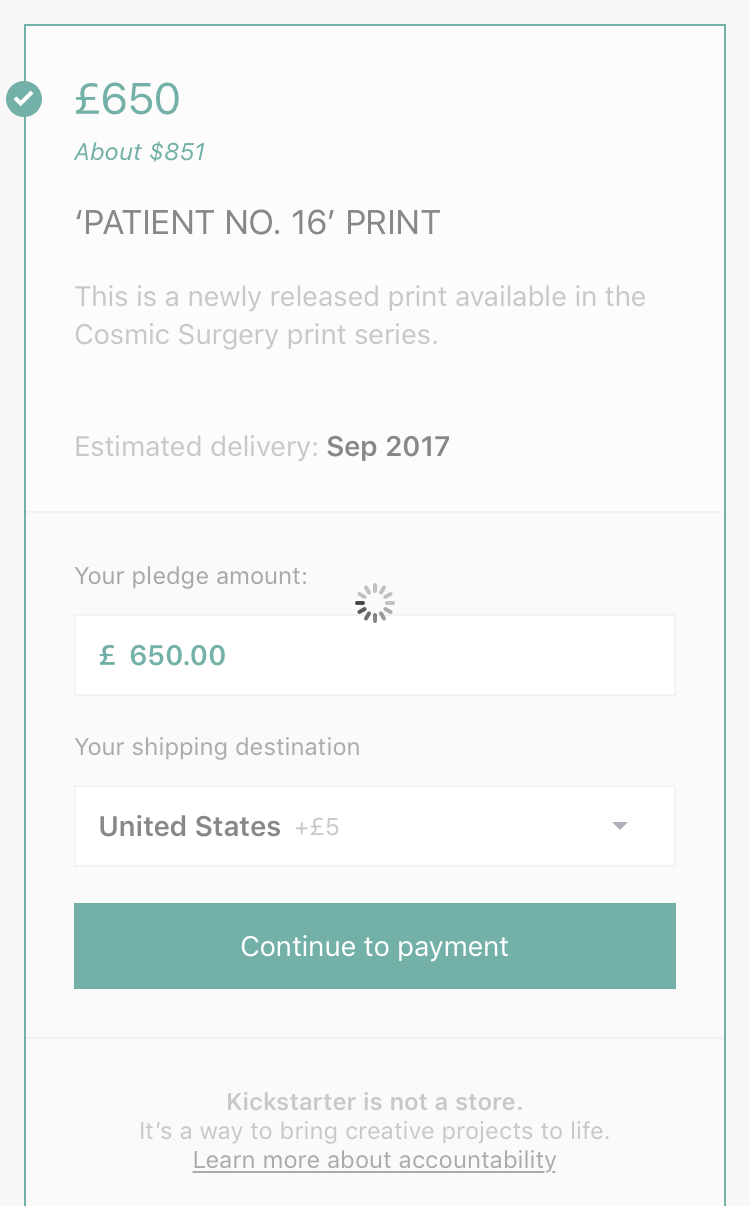 £650
About $851
‘PATIENT NO. 16’ PRINT
This is a newly released print available in the
Cosmic Surgery print series.
Estimated delivery: Sep 2017
Your pledge amount:
£ 650.00
Your shipping destination
United States +£5
Continue to payment
Kickstarter is not a store.
It’s a way to bring creative projects to life.
Learn more about accountability